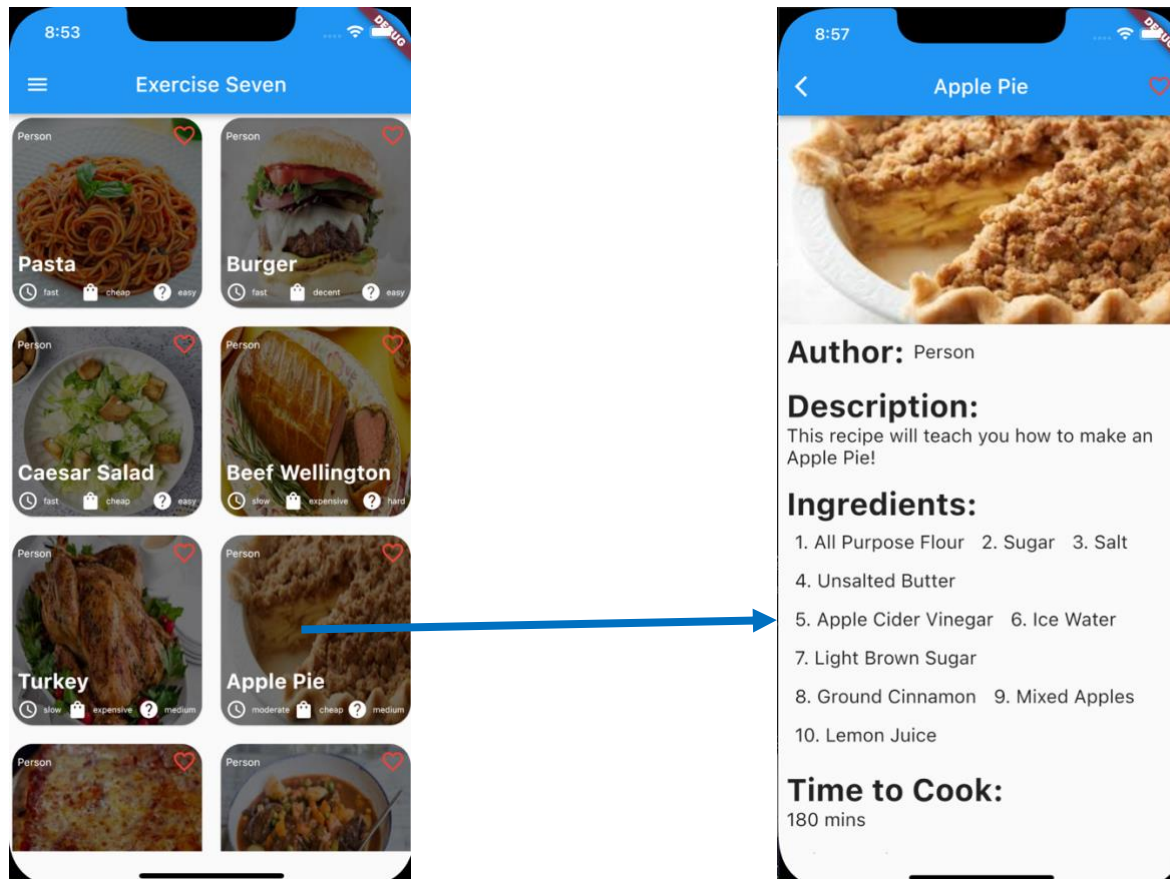 8:53
DEBUG
Exercise Seven
Person
Person
Pasta
Burger
fast cheap easy
fast decent easy
Person
Person
Caesar Salad
Beef Wellington
fast cheap easy
slow expensive hard
Person
Person
Turkey
Apple Pie
slow expensive medium
moderate cheap medium
Person
Person
8:57
Apple Pie
Author: Person
Description:
This recipe will teach you how to make an
Apple Pie!
Ingredients:
1. All Purpose Flour 2. Sugar 3. Salt
4. Unsalted Butter
5. Apple Cider Vinegar 6. Ice Water
7. Light Brown Sugar
8. Ground Cinnamon 9. Mixed Apples
10. Lemon Juice
Time to Cook:
180 mins